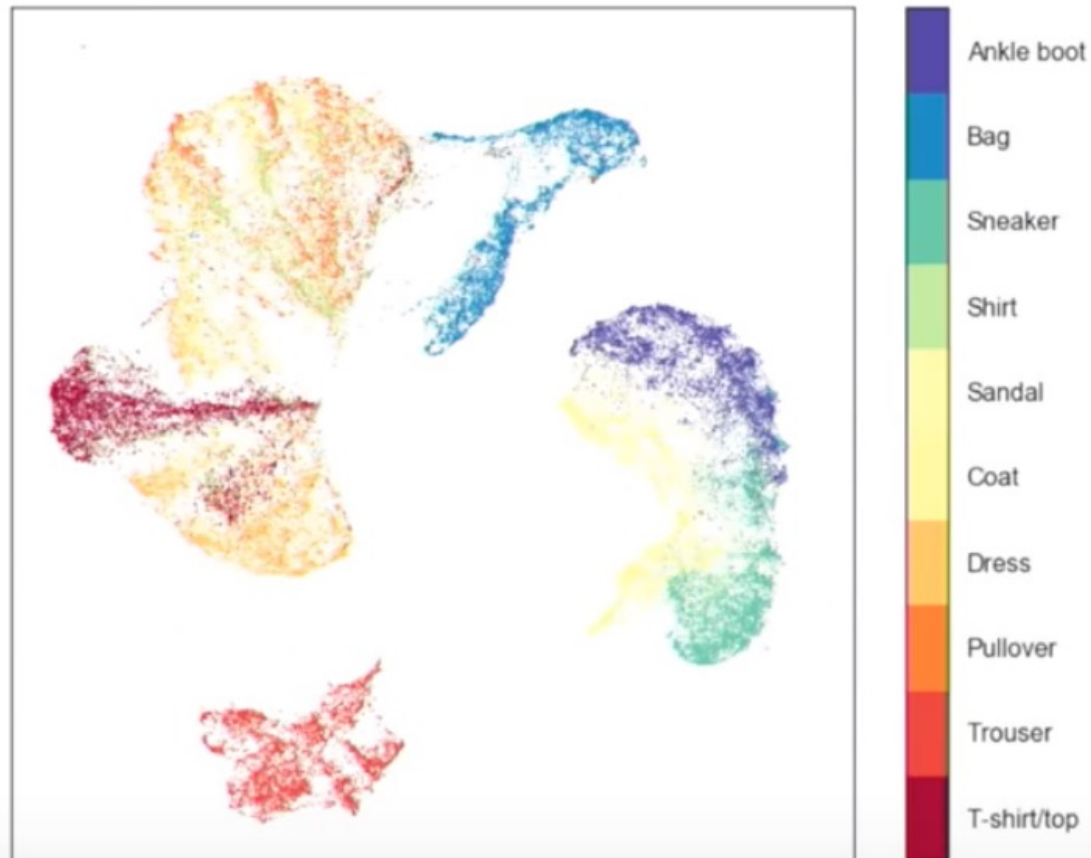 Ankle boot
Bag
Sneaker
Shirt
Sandal
Coat
Dress
Pullover
Trouser
T-shirt/top